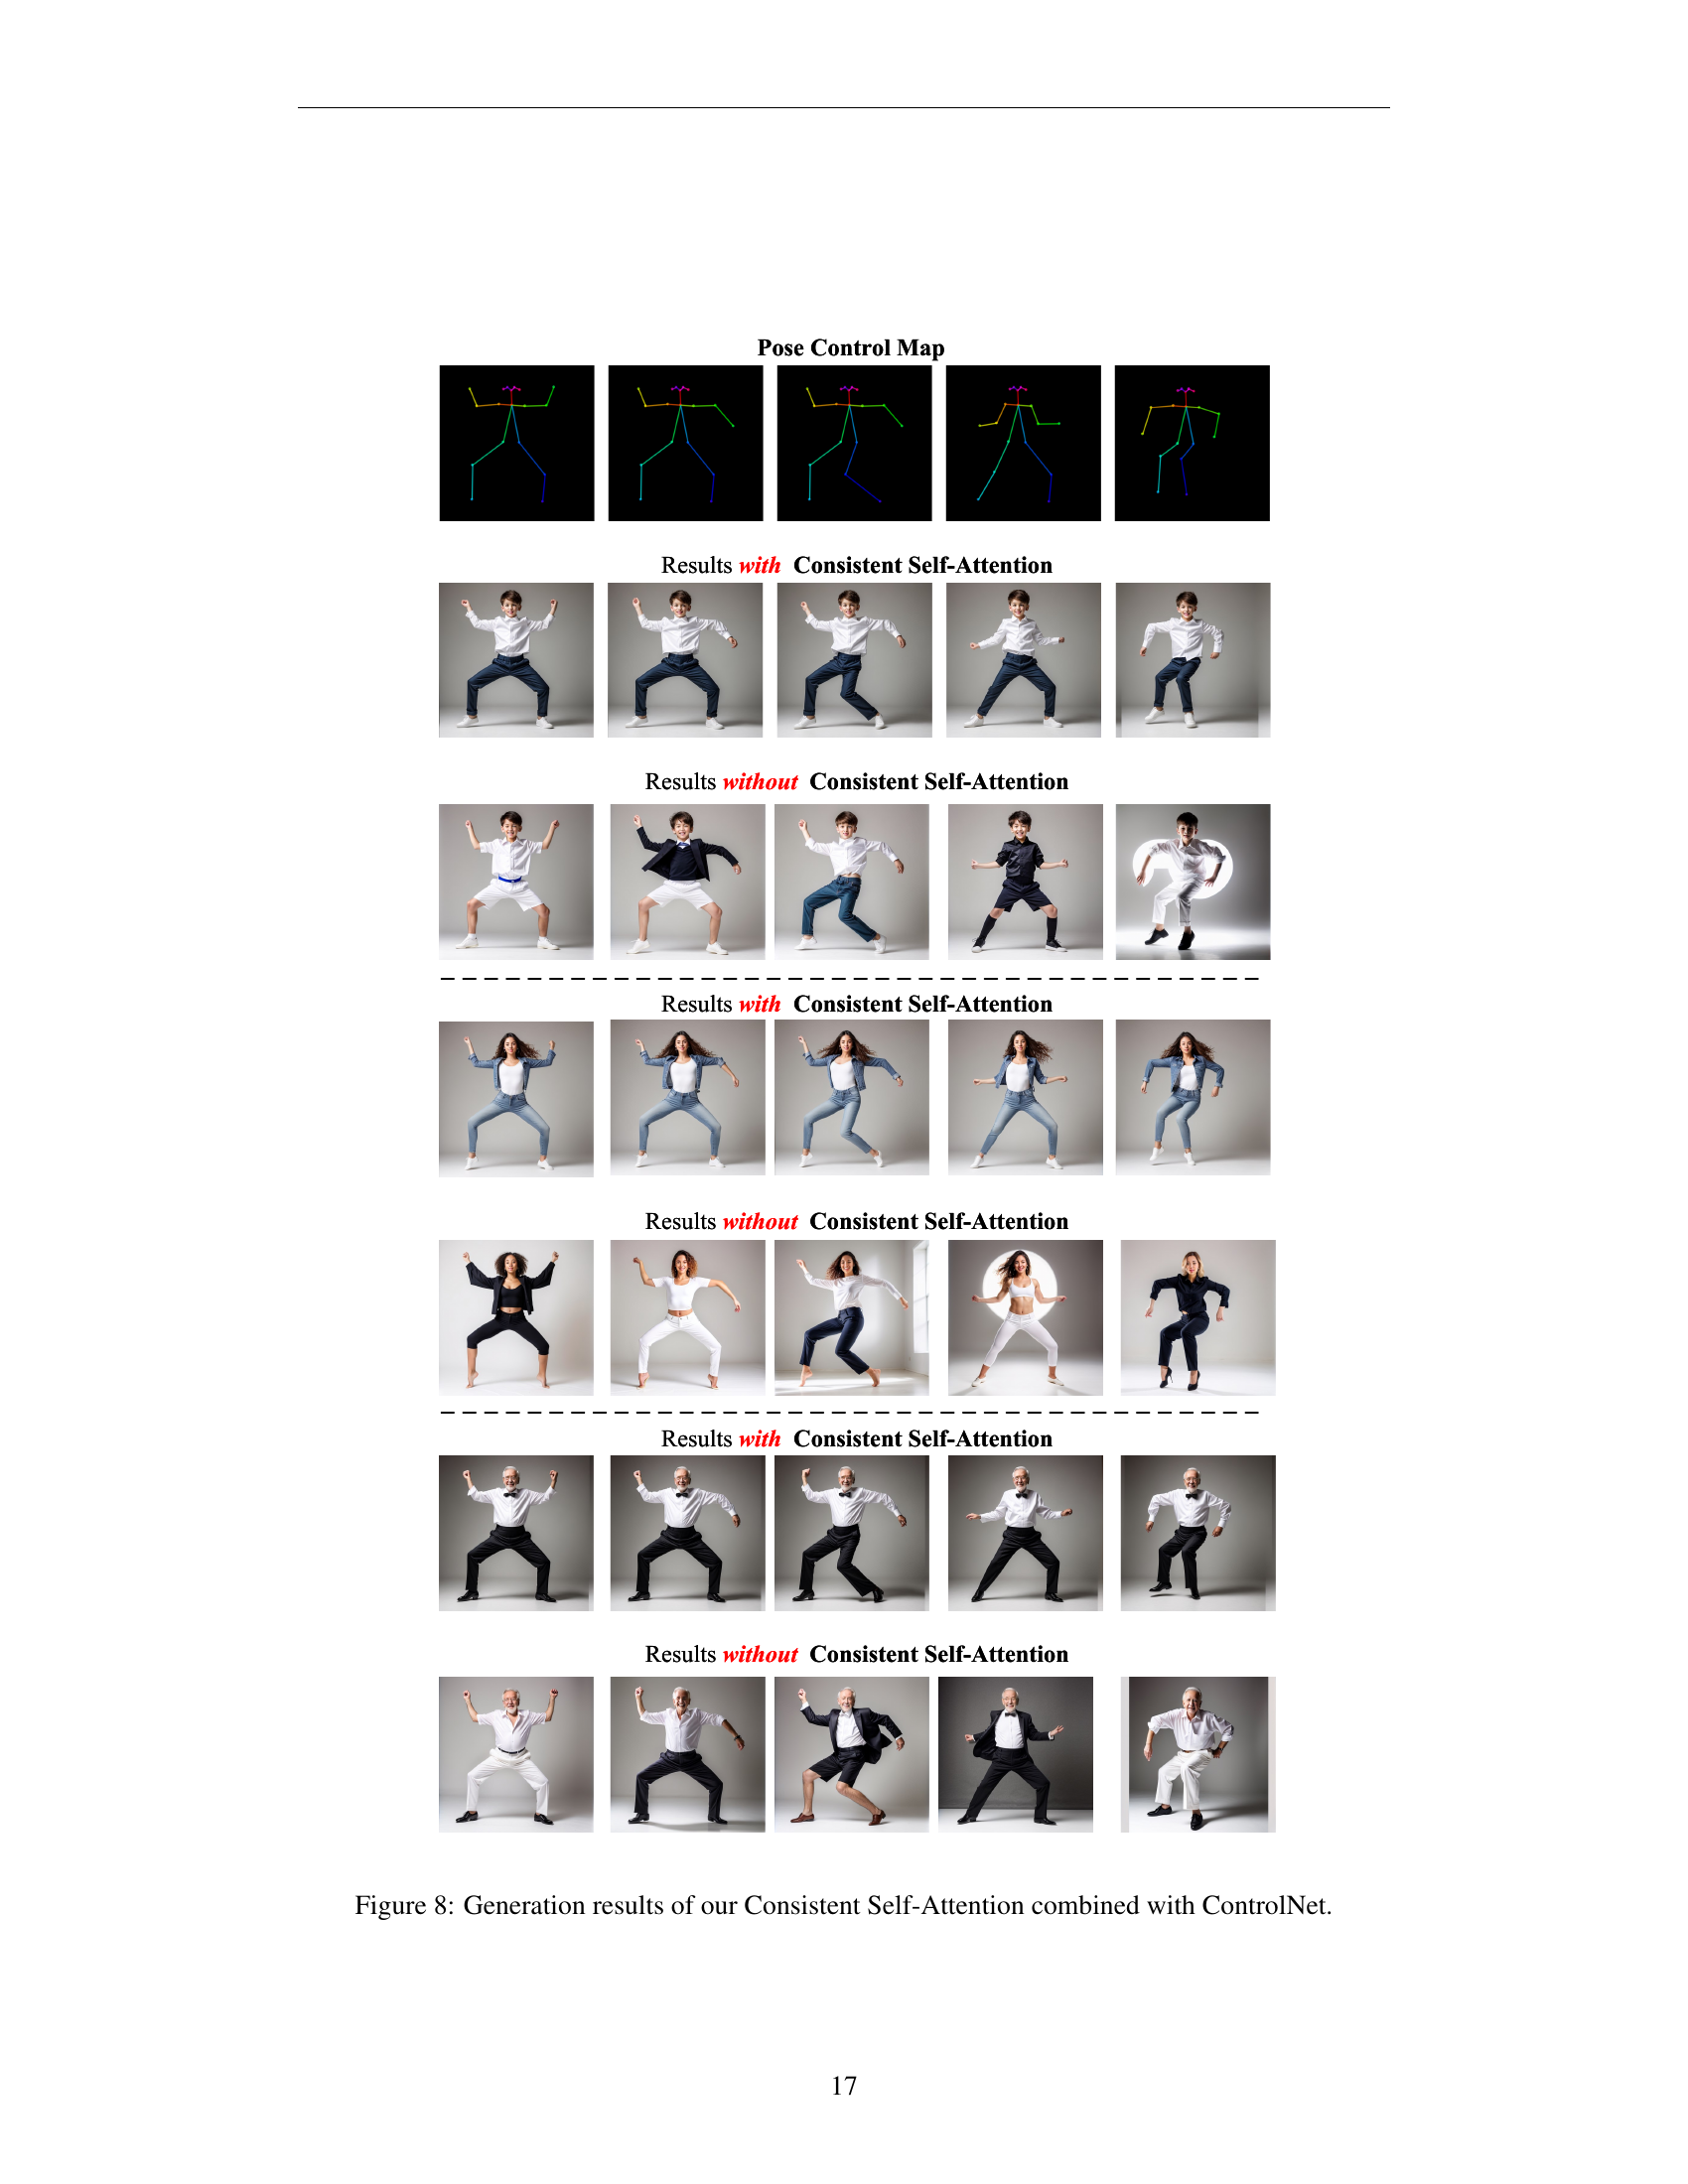 Pose Control Map
Results with Consistent Self-Attention
Results without Consistent Self-Attention
Results with Consistent Self-Attention
Results without Consistent Self-Attention
Results with Consistent Self-Attention
Results without Consistent Self-Attention
Figure 8: Generation results of our Consistent Self-Attention combined with ControlNet.
17